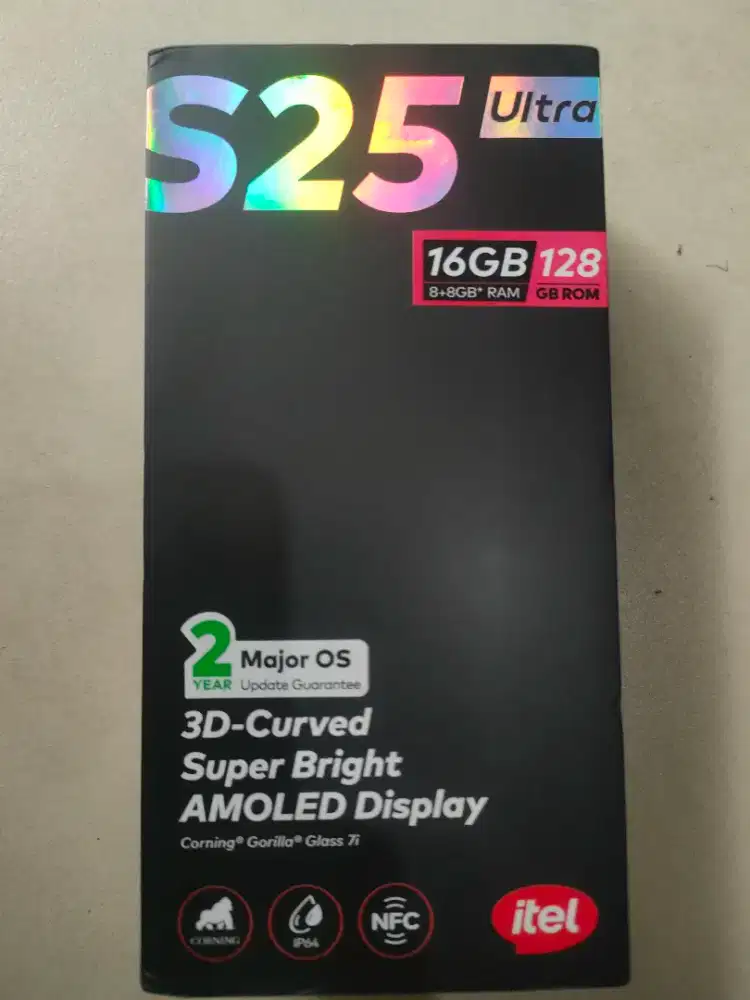 S25 Ultra
16GB 128
8+8GB* RAM GB ROM
2 Major OS
YEAR Update Guarantee
3D-Curved
Super Bright
AMOLED Display
Corning® Gorilla® Glass 7i
CORNING
IP64
NFC
itel